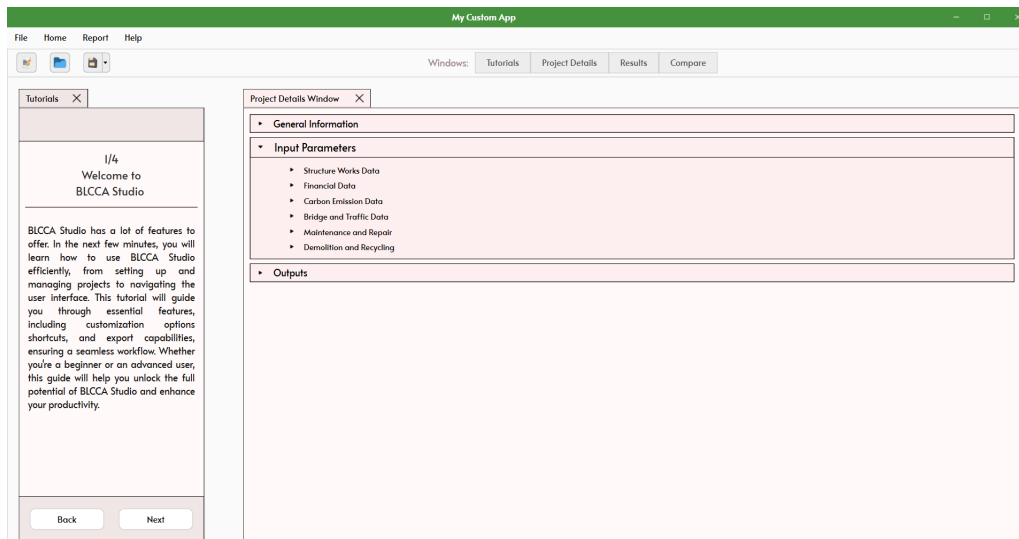 My Custom App
File Home Report Help
Windows: Tutorials Project Details Results Compare
Tutorials
1/4
Welcome to
BLCCA Studio
BLCCA Studio has a lot of features to
offer. In the next few minutes, you will
learn how to use BLCCA Studio
efficiently, from setting up and
managing projects to navigating the
user interface. This tutorial will guide
you through essential features,
including customization options
shortcuts, and export capabilities,
ensuring a seamless workflow. Whether
you're a beginner or an advanced user,
this guide will help you unlock the full
potential of BLCCA Studio and enhance
your productivity.
Back Next
Project Details Window
General Information
Input Parameters
Structure Works Data
Financial Data
Carbon Emission Data
Bridge and Traffic Data
Maintenance and Repair
Demolition and Recycling
Outputs